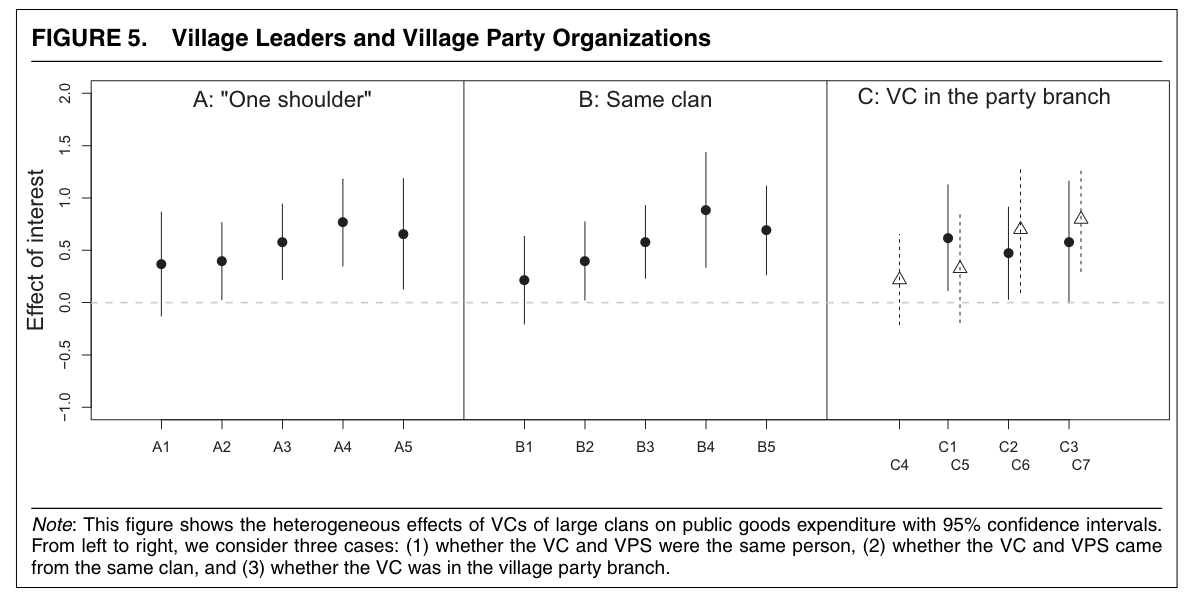 FIGURE 5. Village Leaders and Village Party Organizations
A: "One shoulder"
B: Same clan
C: VC in the party branch
Effect of interest
2.0
1.5
1.0
0.5
0.0
−0.5
−1.0
A1 A2 A3 A4 A5 B1 B2 B3 B4 B5 C1 C2 C3
C4 C5 C6 C7
Note: This figure shows the heterogeneous effects of VCs of large clans on public goods expenditure with 95% confidence intervals.
From left to right, we consider three cases: (1) whether the VC and VPS were the same person, (2) whether the VC and VPS came
from the same clan, and (3) whether the VC was in the village party branch.